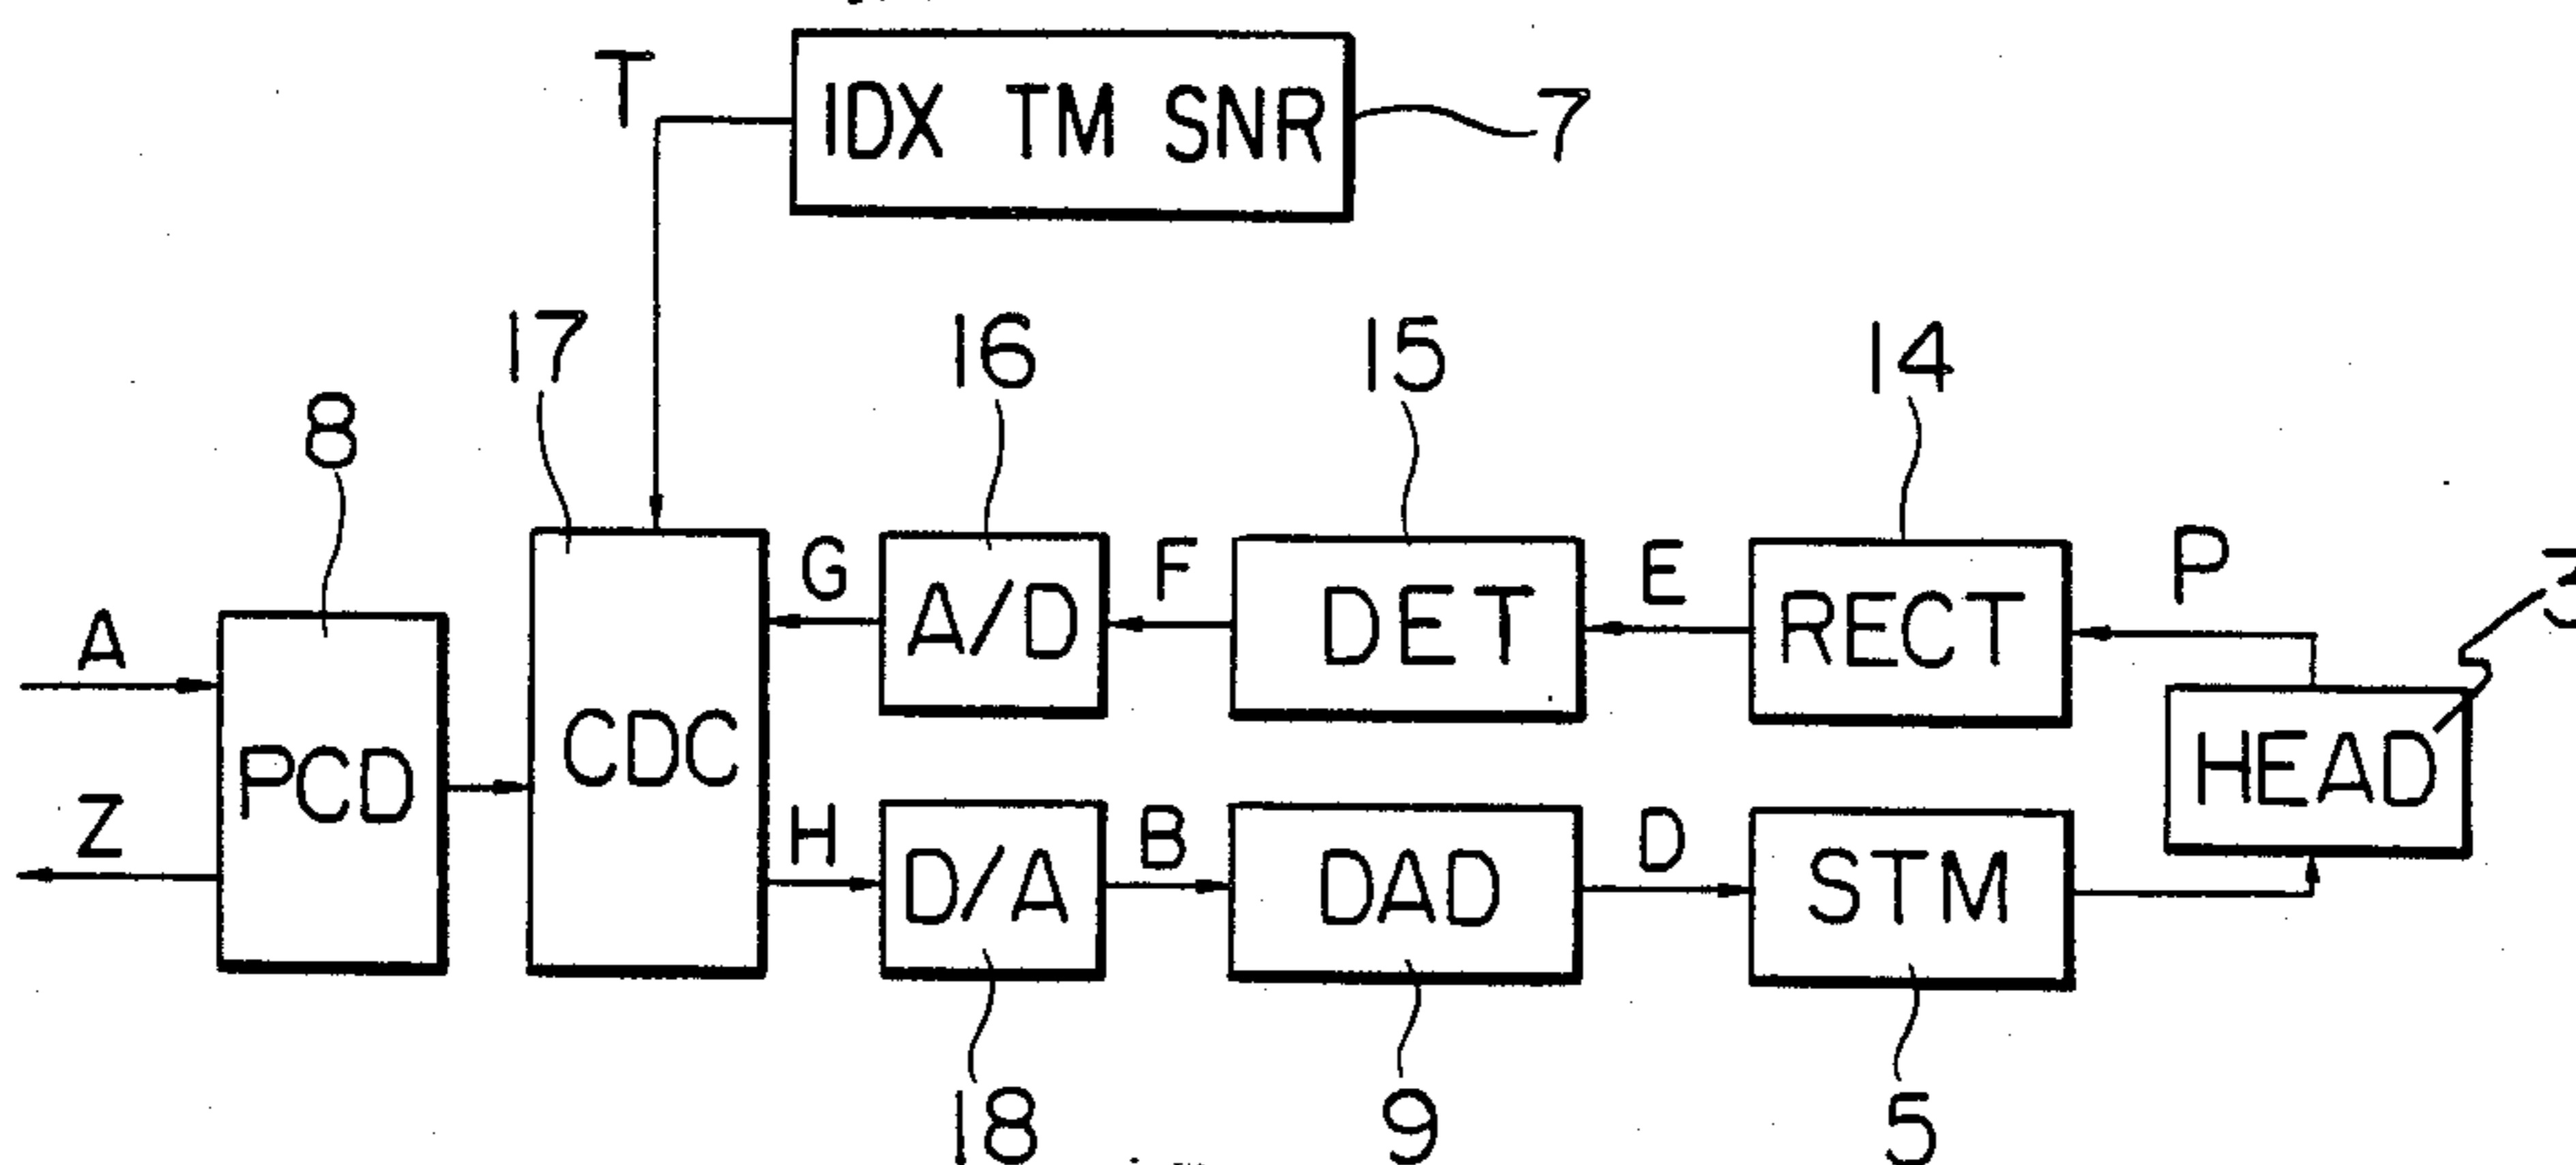 T
IDX TM SNR
7
17
16
15
14
8
G
F
E
P
3
A
A/D
DET
RECT
PCD
CDC
HEAD
Z
H
D/A
B
DAD
D
STM
18
9
5